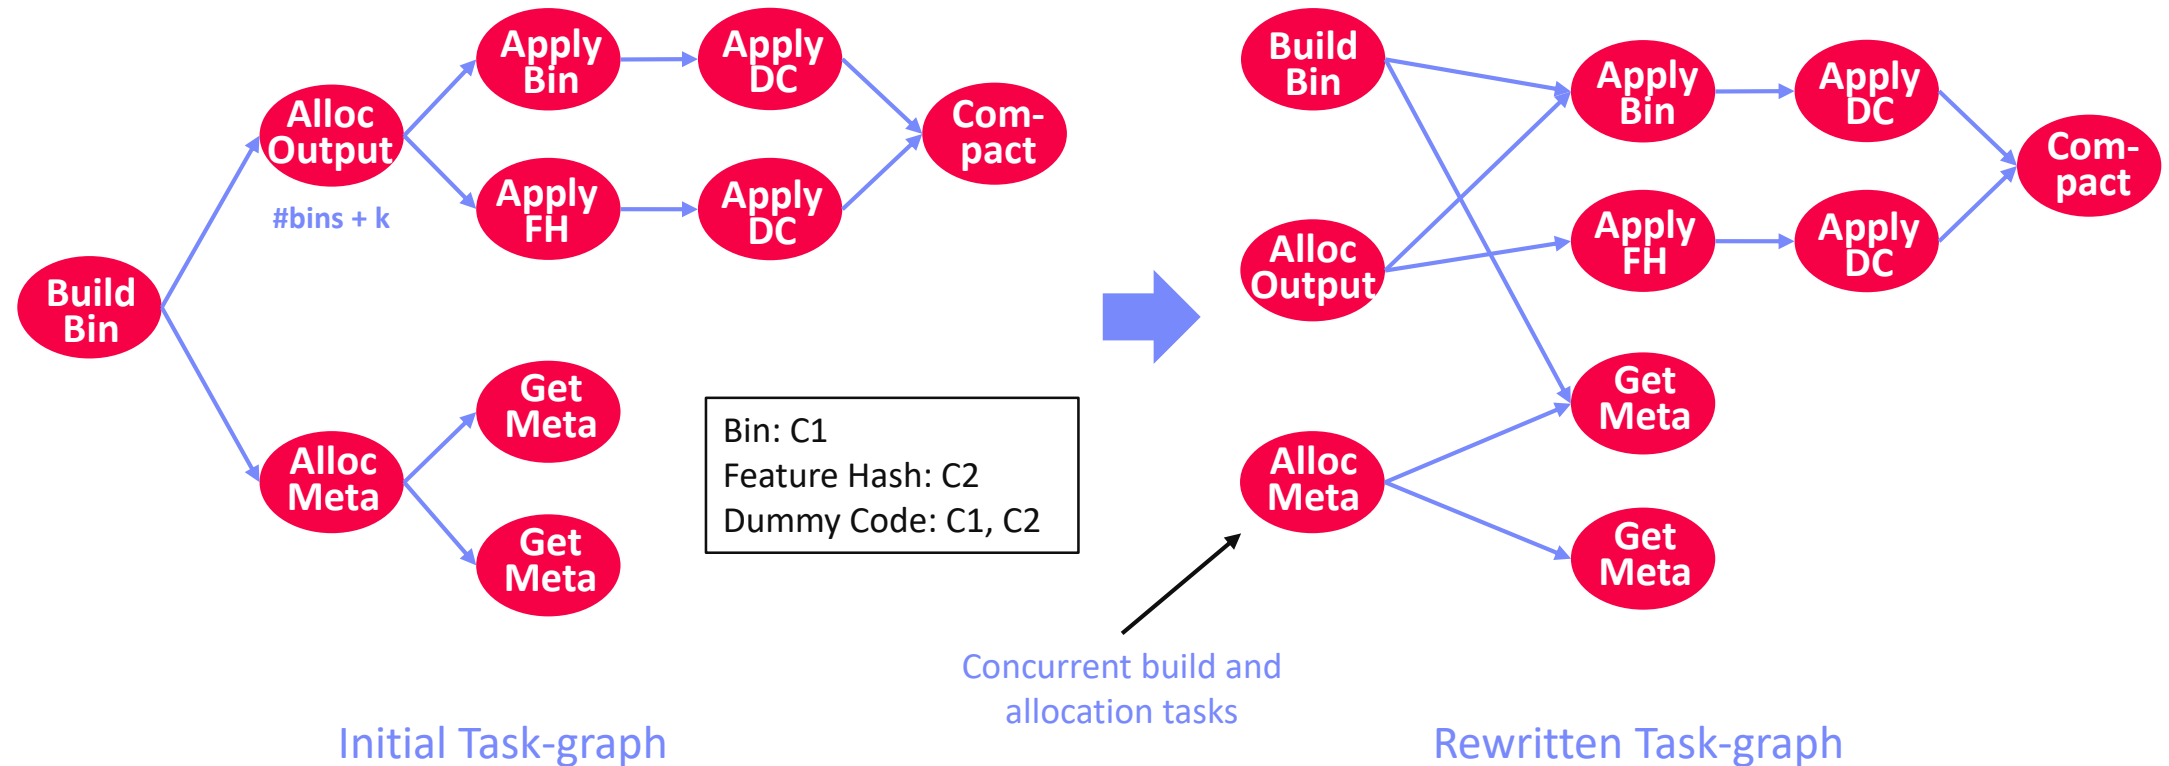 Apply
Bin
Apply
DC
Alloc
Output
Com-
pact
Apply
FH
Apply
DC
#bins + k
Build
Bin
Get
Meta
Alloc
Meta
Get
Meta
Bin: C1
Feature Hash: C2
Dummy Code: C1, C2
Initial Task-graph
Build
Bin
Apply
Bin
Apply
DC
Com-
pact
Alloc
Output
Apply
FH
Apply
DC
Get
Meta
Alloc
Meta
Get
Meta
Concurrent build and
allocation tasks
Rewritten Task-graph